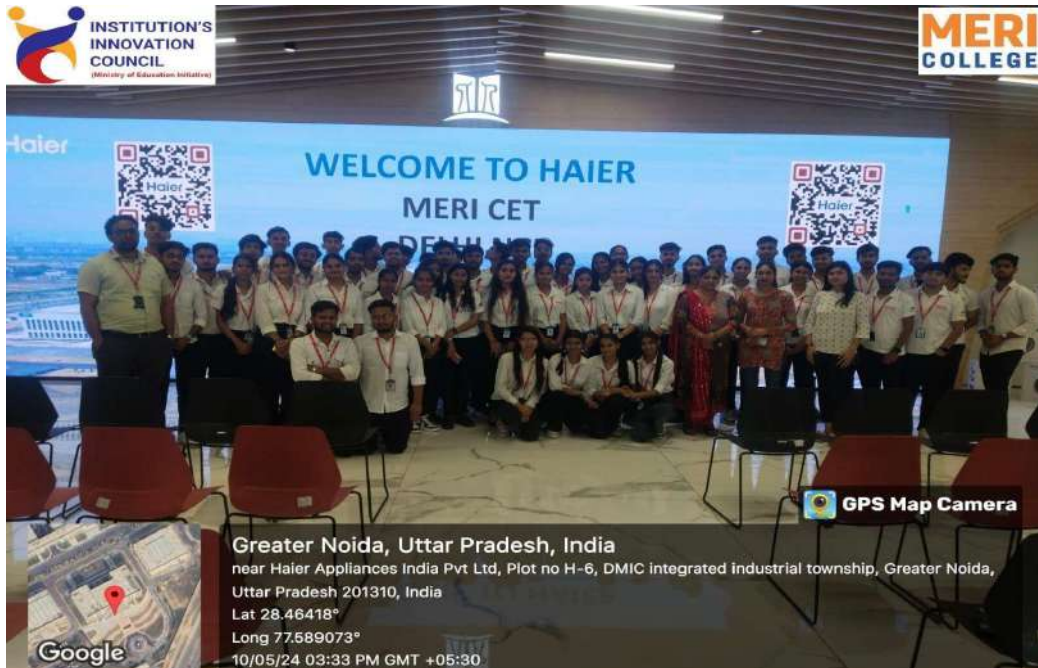 INSTITUTION'S
INNOVATION
COUNCIL
(Ministry of Education Initiative)
MERI
COLLEGE
Haier
Haier
Haier
WELCOME TO HAIER
MERI CET
DELHI NCR
GPS Map Camera
Greater Noida, Uttar Pradesh, India
near Haier Appliances India Pvt Ltd, Plot no H-6, DMIC integrated industrial township, Greater Noida,
Uttar Pradesh 201310, India
Lat 28.46418°
Long 77.589073°
10/05/24 03:33 PM GMT +05:30
Google